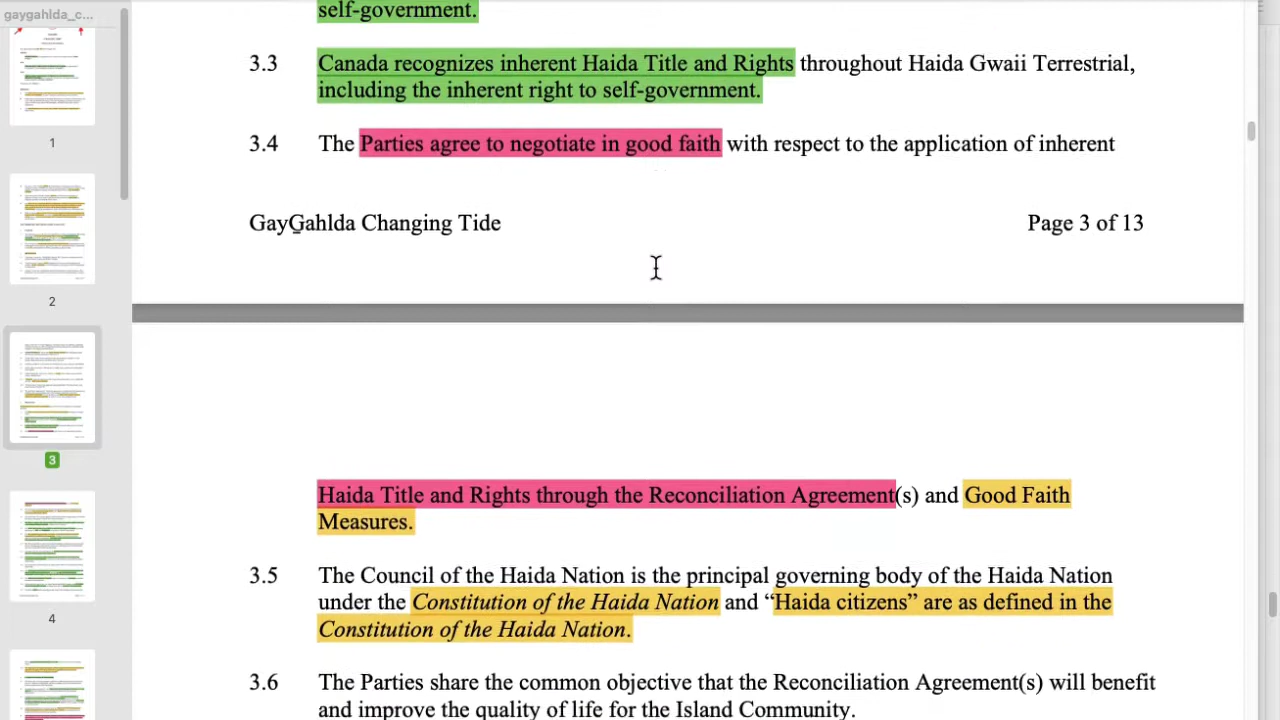 gaygahlda_c...
1
2
3
4
self-government.
3.3 Canada recognizes inherent Haida Title and Rights throughout Haida Gwaii Terrestrial,
including the inherent right to self-government.
3.4 The Parties agree to negotiate in good faith with respect to the application of inherent
GayGahlda Changing Tide Page 3 of 13
Haida Title and Rights through the Reconciliation Agreement(s) and Good Faith
Measures.
3.5 The Council of the Haida Nation is the principal governing body of the Haida Nation
under the Constitution of the Haida Nation and “Haida citizens” are as defined in the
Constitution of the Haida Nation.
3.6 The Parties share the common objective that the Reconciliation Agreement(s) will benefit
and improve the quality of life for the Island Community.